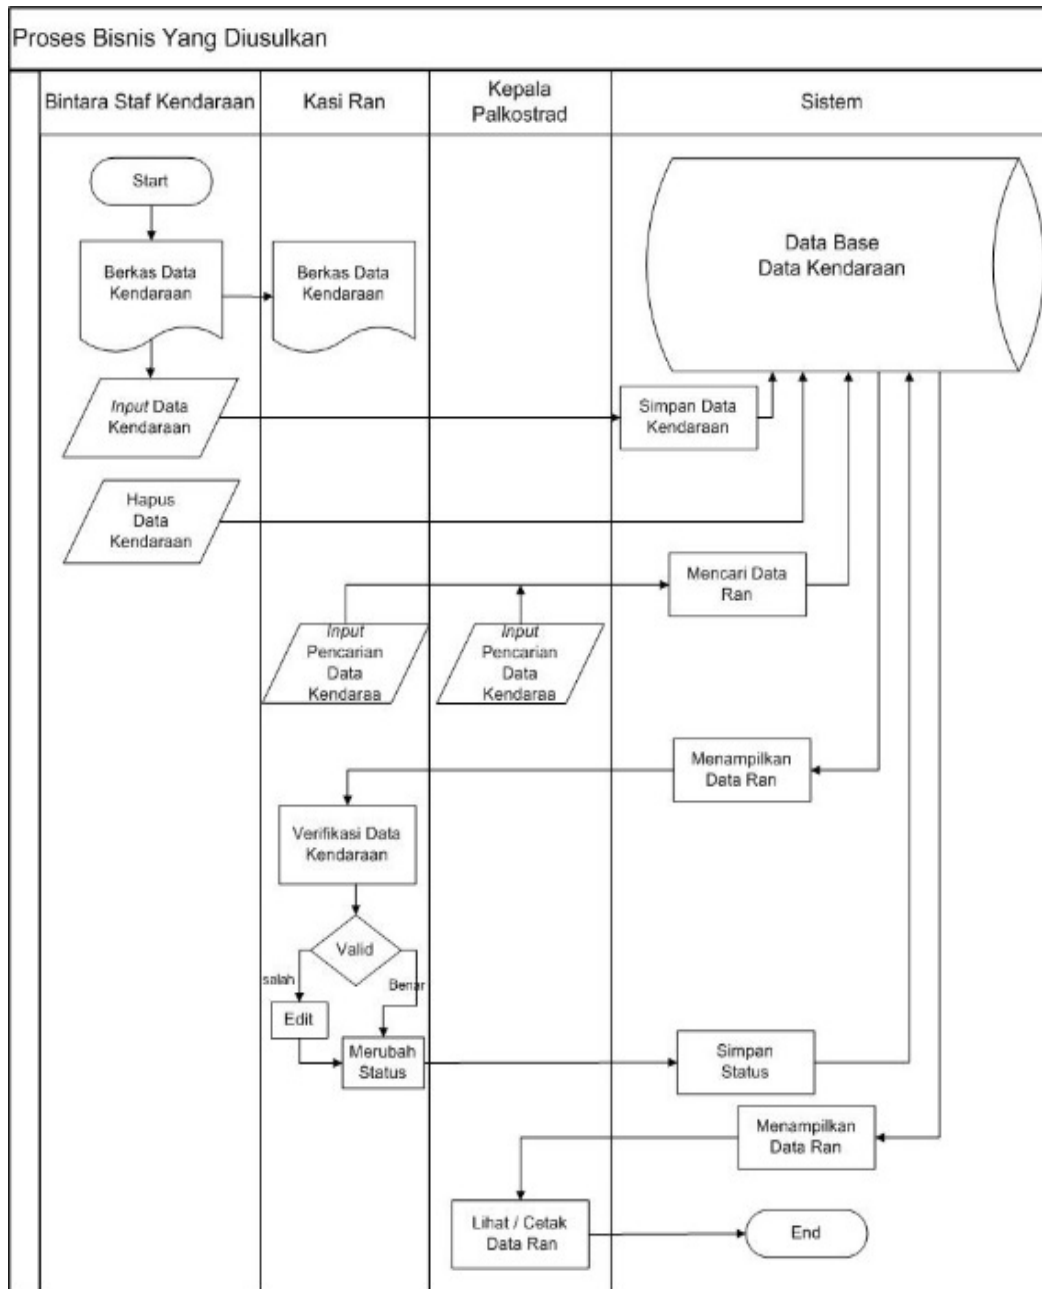 Proses Bisnis Yang Diusulkan
Bintara Staf Kendaraan
Kasi Ran
Kepala
Palkostrad
Sistem
Start
Berkas Data
Kendaraan
Berkas Data
Kendaraan
Data Base
Data Kendaraan
Input Data
Kendaraan
Simpan Data
Kendaraan
Hapus
Data
Kendaraan
Mencari Data
Ran
Input
Pencarian
Data
Kendaraa
Input
Pencarian
Data
Kendaraa
Menampilkan
Data Ran
Verifikasi Data
Kendaraan
Valid
salah
Benar
Edit
Merubah
Status
Simpan
Status
Menampilkan
Data Ran
Lihat / Cetak
Data Ran
End